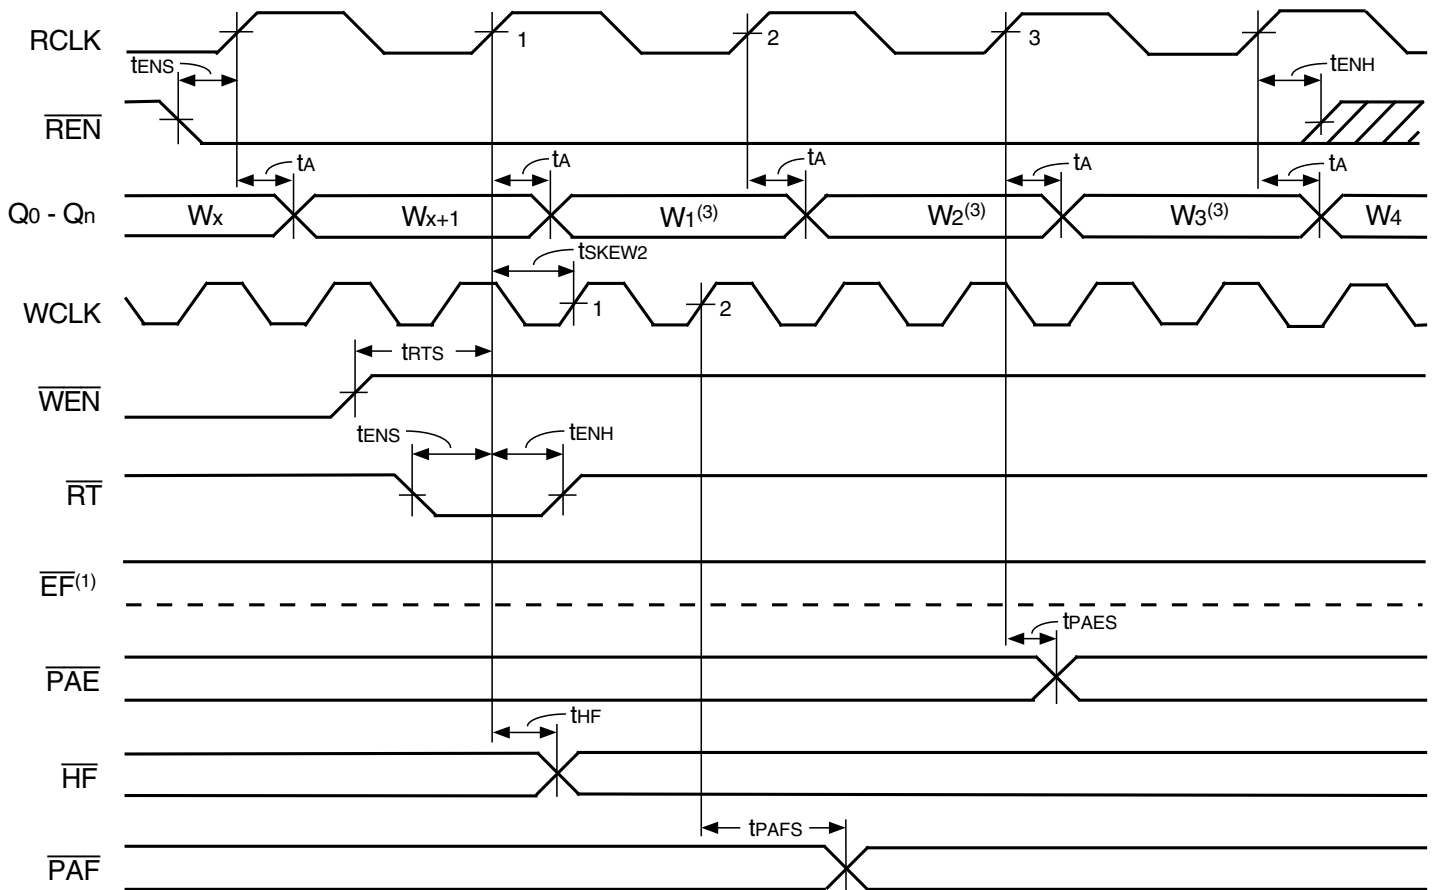 RCLK 1 2 3
tENS tENH
REN
tA tA tA tA
Q0 - Qn Wx Wx+1 W1(3) W2(3) W3(3) W4
tSKEW2
WCLK 1 2
tRTS
WEN
tENS tENH
RT
EF(1)
tPAES
PAE
tHF
HF
tPAFS
PAF